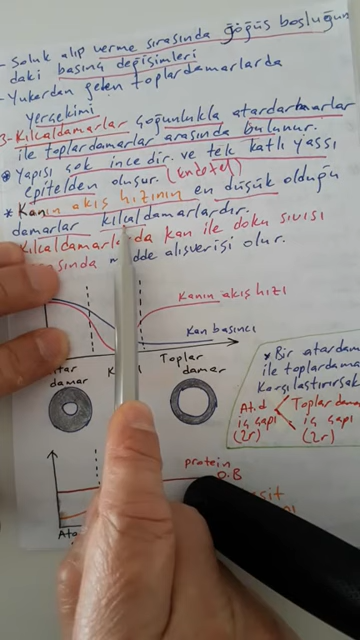 - Soluk alıp verme sırasında göğüs boşluğun
daki basınç değişimleri
- Yukarıdan gelen toplardamarlarda
yerçekimi
3-Kılcaldamarlar çoğunlukla atardamarlar
ile toplardamarlar arasında bulunur.
* Yapısı çok incedir. ve tek katlı yassı
epitelden oluşur. (endotel)
* Kanın akış hızının en düşük olduğu
damarlar kılcaldamarlardır.
Kılcaldamarlarda kan ile doku sıvısı
madde alışverişi olur.
Kanın akış hızı
Kan basıncı
damar
Toplar
damar
* Bir atardamar
ile toplardama
karşılaştırırsak
At.d Toplardama
iç çapı iç çapı
(2r) (2r)
protein
O.B